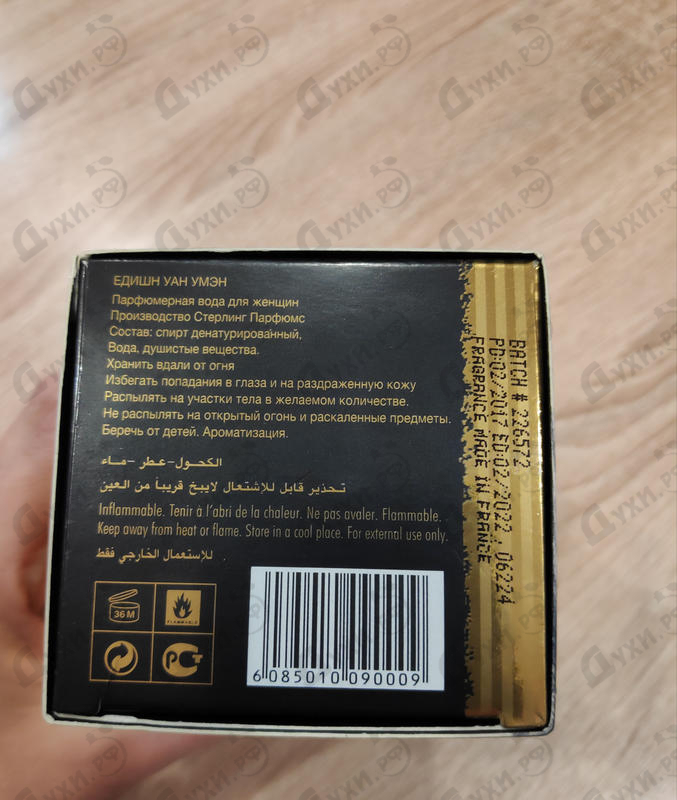 ЕДИШН УАН УМЭН
Парфюмерная вода для женщин
Производство Стерлинг Парфюмс
Состав: спирт денатурированный,
Вода, душистые вещества.
Хранить вдали от огня
Избегать попадания в глаза и на раздраженную кожу
Распылять на участки тела в желаемом количестве.
Не распылять на открытый огонь и раскаленные предметы.
Беречь от детей. Ароматизация.
الكحول-عطر-ماء
تحذير قابل للإشتعال لايبخ قريباً من العين
Inflammable. Tenir à l'abri de la chaleur. Ne pas avaler. Flammable.
Keep away from heat or flame. Store in a cool place. For external use only.
للإستعمال الخارجي فقط
36 M
FLAMMABLE
6 085010 090009
BATCH # 226572
PD:02/2017 ED:02/2022 06224
FRAGRANCE MADE IN FRANCE
Духи.рф